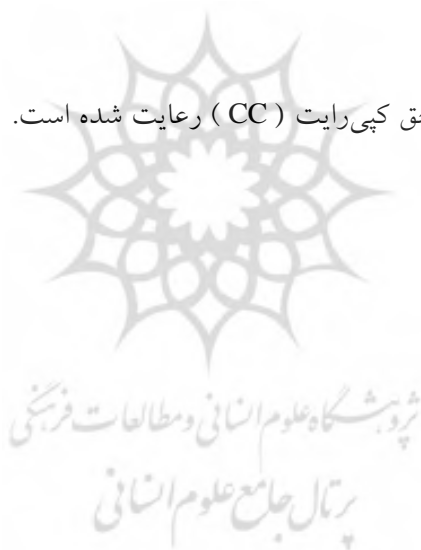 حق کپی‌رایت ( CC ) رعایت شده است.
پژوهشگاه علوم انسانی و مطالعات فرهنگی
پرتال جامع علوم انسانی